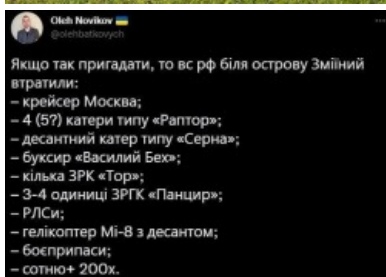 Oleh Novikov
@olehbatkovych
Якщо так пригадати, то вс рф біля острову Зміїний
втратили:
– крейсер Москва;
– 4 (5?) катери типу «Раптор»;
– десантний катер типу «Серна»;
– буксир «Василий Бех»;
– кілька ЗРК «Тор»;
– 3-4 одиниці ЗРГК «Панцир»;
– РЛСи;
– гелікоптер Мі-8 з десантом;
– боєприпаси;
– сотню+ 200х.